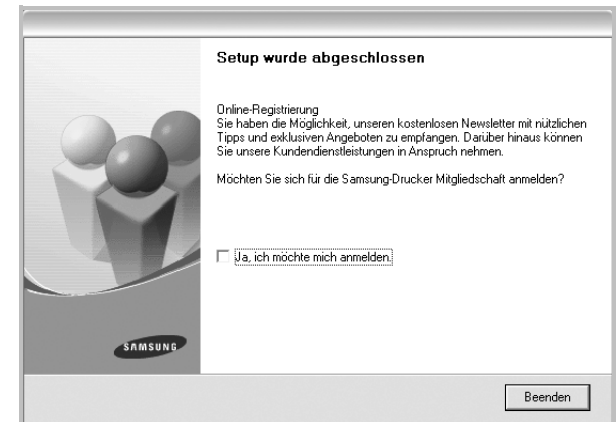 Setup wurde abgeschlossen
Online-Registrierung
Sie haben die Möglichkeit, unseren kostenlosen Newsletter mit nützlichen
Tipps und exklusiven Angeboten zu empfangen. Darüber hinaus können
Sie unsere Kundendienstleistungen in Anspruch nehmen.
Möchten Sie sich für die Samsung-Drucker Mitgliedschaft anmelden?
Ja, ich möchte mich anmelden.
SAMSUNG
Beenden